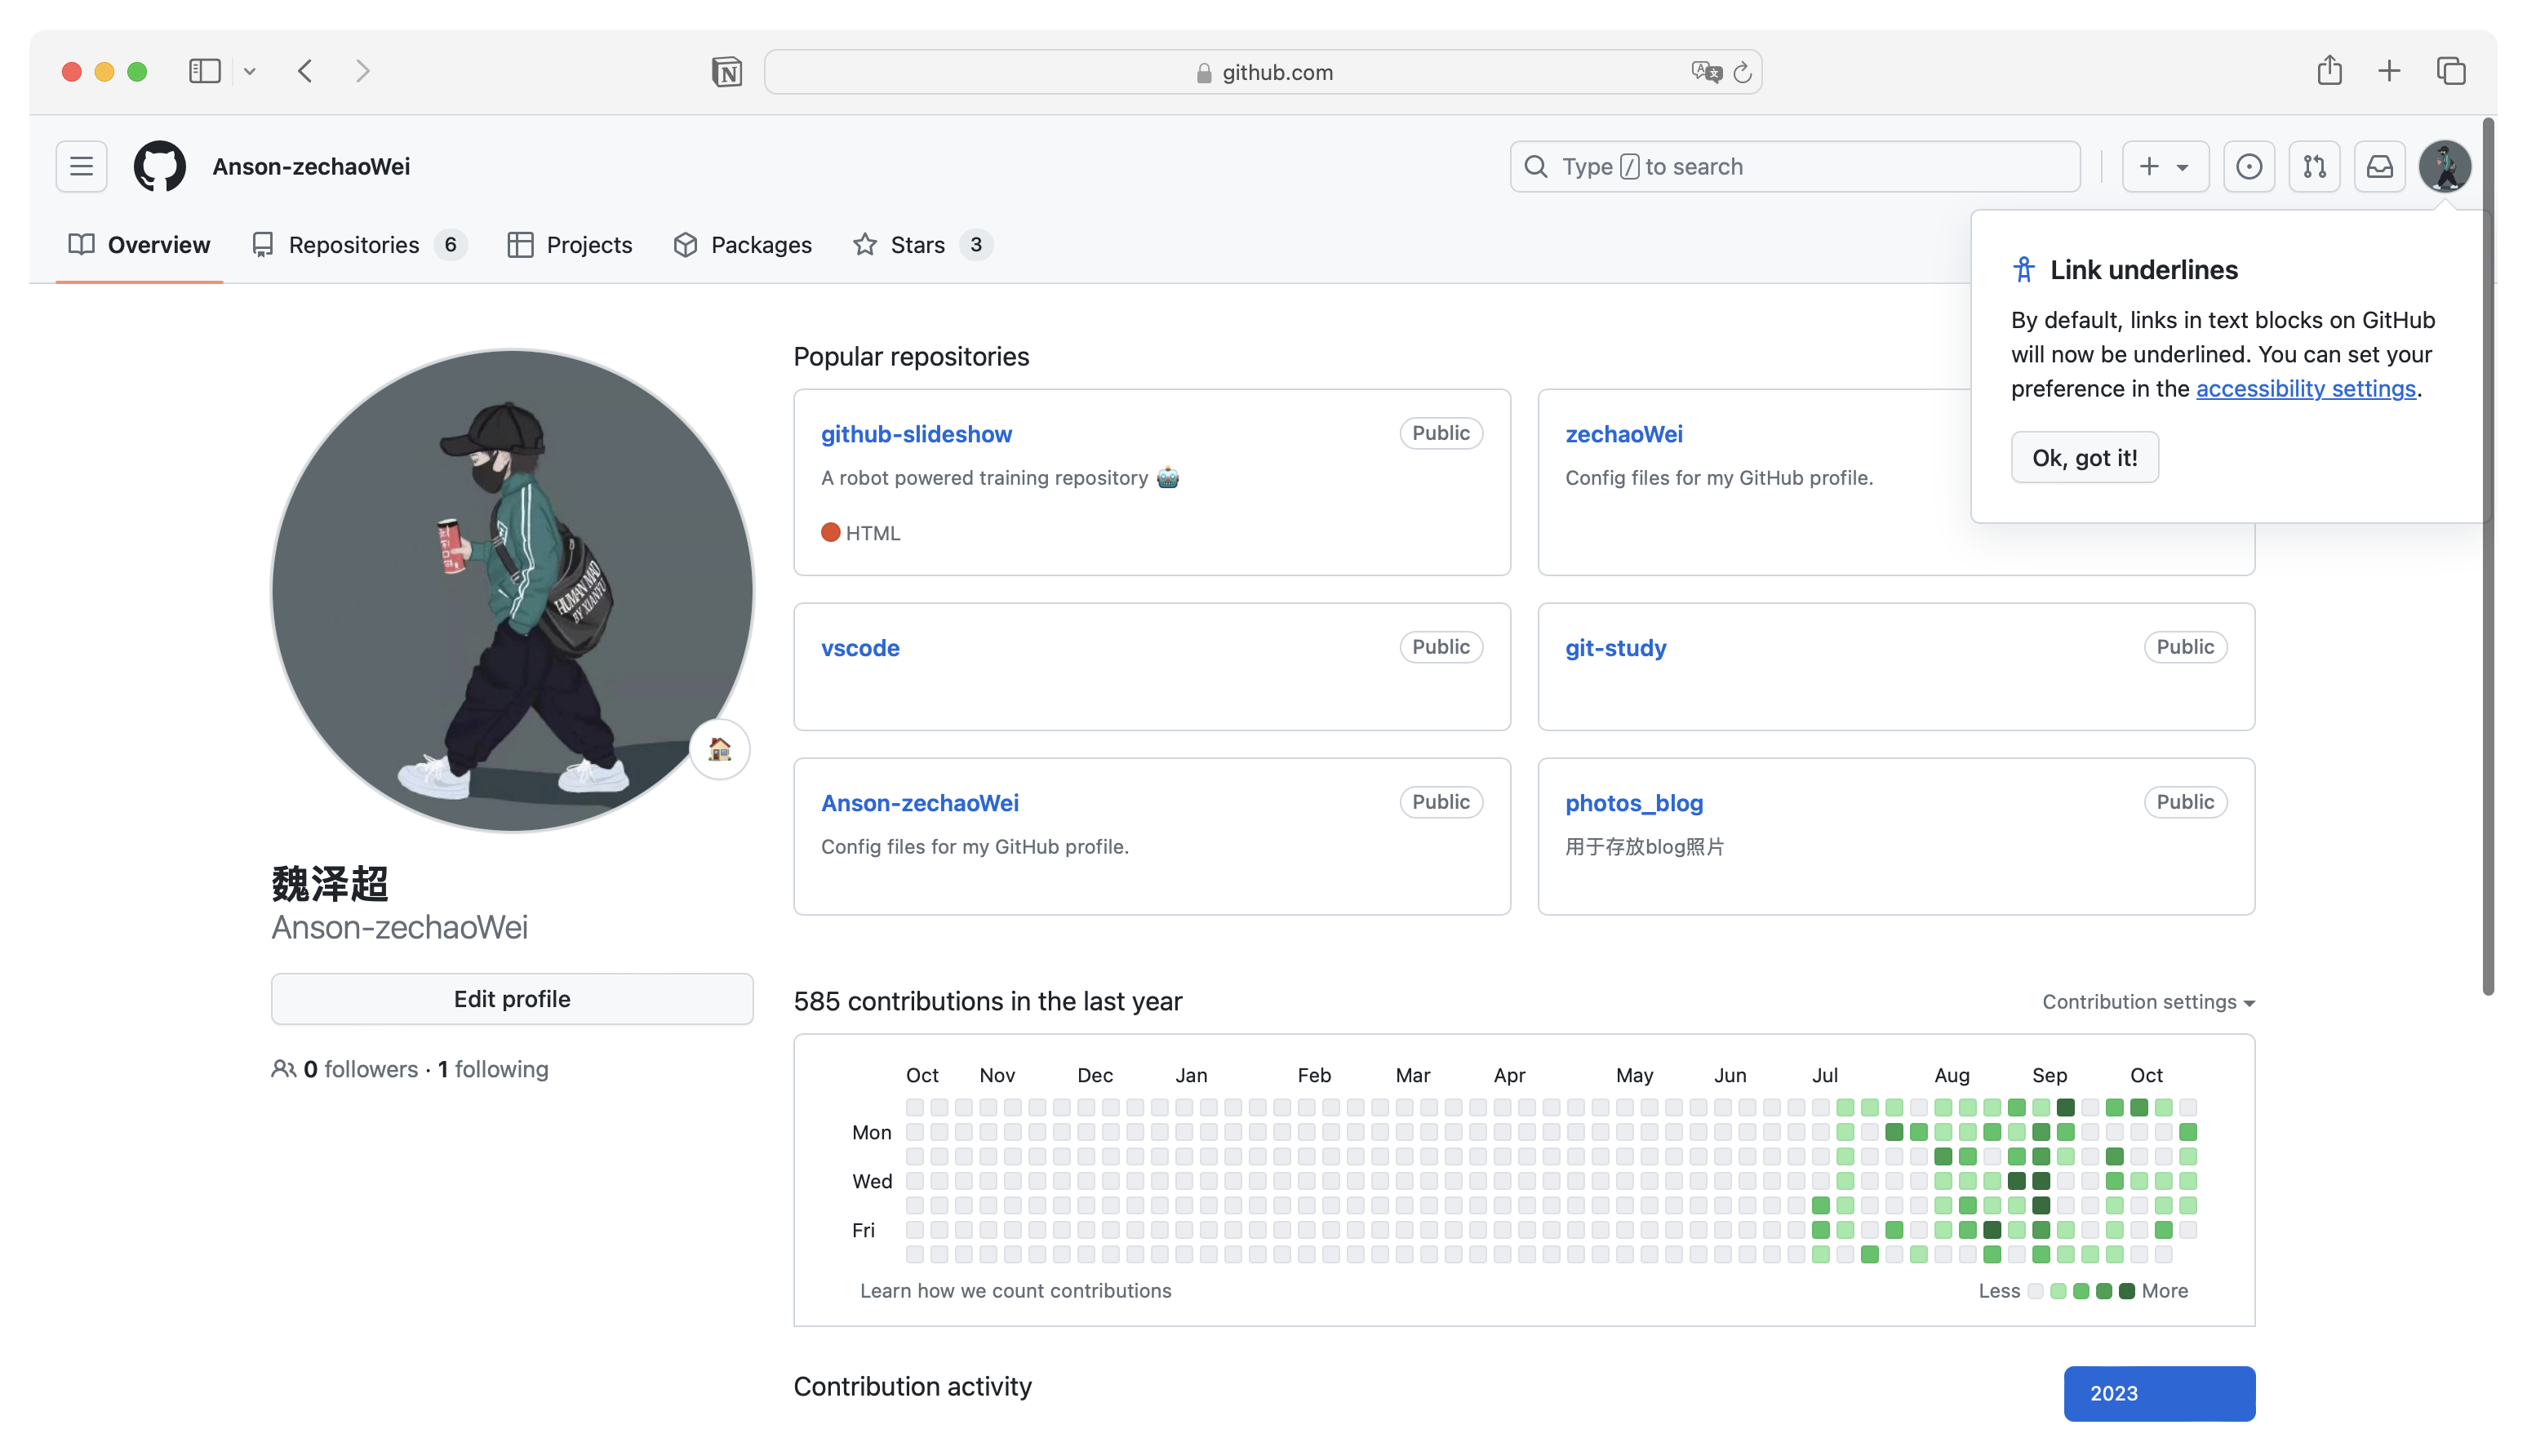 github.com
Anson-zechaoWei
Type / to search
Overview
Repositories 6
Projects
Packages
Stars 3
Link underlines
By default, links in text blocks on GitHub
will now be underlined. You can set your
preference in the accessibility settings.
Ok, got it!
HUMAN MAD
BY XIANYU
魏泽超
Anson-zechaoWei
Edit profile
0 followers · 1 following
Popular repositories
github-slideshow Public
A robot powered training repository 🤖
HTML
zechaoWei
Config files for my GitHub profile.
vscode Public
git-study Public
Anson-zechaoWei Public
Config files for my GitHub profile.
photos_blog Public
用于存放blog照片
585 contributions in the last year
Contribution settings
Oct Nov Dec Jan Feb Mar Apr May Jun Jul Aug Sep Oct
Mon
Wed
Fri
Learn how we count contributions
Less More
Contribution activity
2023